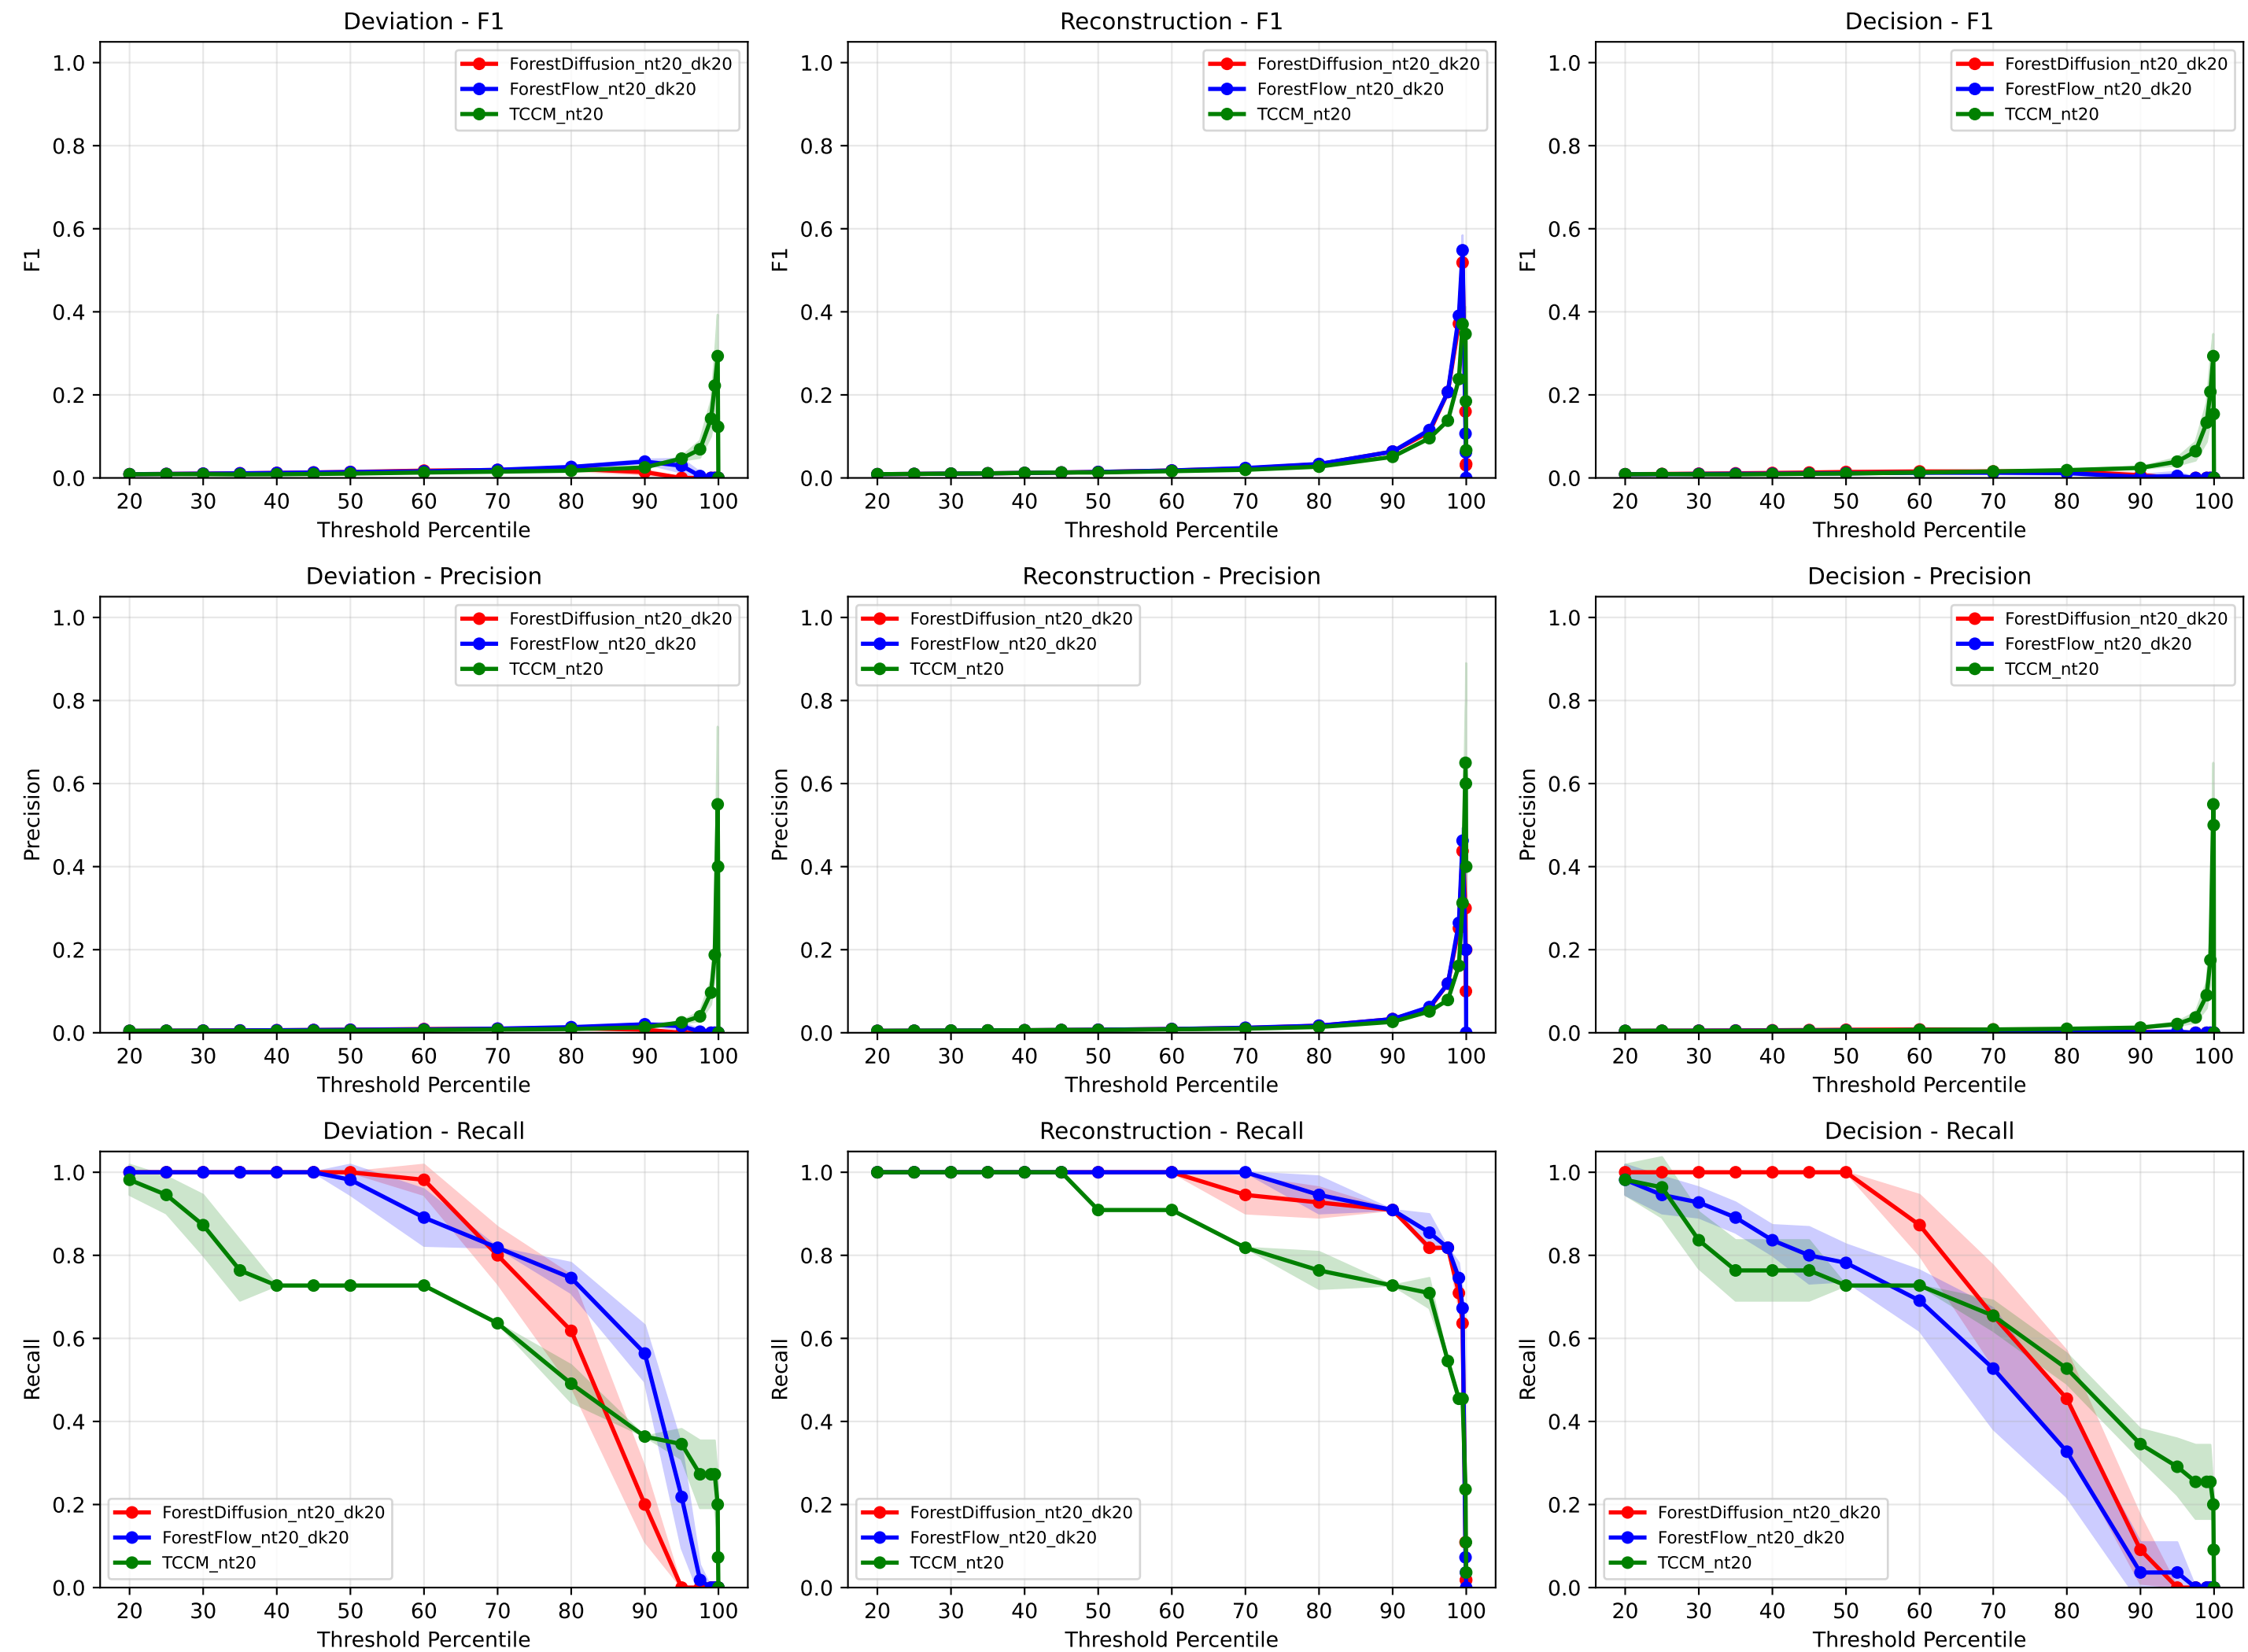 Deviation - F1
1.0
0.8
0.6
0.4
0.2
0.0
F1
ForestDiffusion_nt20_dk20
ForestFlow_nt20_dk20
TCCM_nt20
20 30 40 50 60 70 80 90 100
Threshold Percentile
Reconstruction - F1
1.0
0.8
0.6
0.4
0.2
0.0
F1
ForestDiffusion_nt20_dk20
ForestFlow_nt20_dk20
TCCM_nt20
20 30 40 50 60 70 80 90 100
Threshold Percentile
Decision - F1
1.0
0.8
0.6
0.4
0.2
0.0
F1
ForestDiffusion_nt20_dk20
ForestFlow_nt20_dk20
TCCM_nt20
20 30 40 50 60 70 80 90 100
Threshold Percentile
Deviation - Precision
1.0
0.8
0.6
0.4
0.2
0.0
Precision
ForestDiffusion_nt20_dk20
ForestFlow_nt20_dk20
TCCM_nt20
20 30 40 50 60 70 80 90 100
Threshold Percentile
Reconstruction - Precision
1.0
0.8
0.6
0.4
0.2
0.0
Precision
ForestDiffusion_nt20_dk20
ForestFlow_nt20_dk20
TCCM_nt20
20 30 40 50 60 70 80 90 100
Threshold Percentile
Decision - Precision
1.0
0.8
0.6
0.4
0.2
0.0
Precision
ForestDiffusion_nt20_dk20
ForestFlow_nt20_dk20
TCCM_nt20
20 30 40 50 60 70 80 90 100
Threshold Percentile
Deviation - Recall
1.0
0.8
0.6
0.4
0.2
0.0
Recall
ForestDiffusion_nt20_dk20
ForestFlow_nt20_dk20
TCCM_nt20
20 30 40 50 60 70 80 90 100
Threshold Percentile
Reconstruction - Recall
1.0
0.8
0.6
0.4
0.2
0.0
Recall
ForestDiffusion_nt20_dk20
ForestFlow_nt20_dk20
TCCM_nt20
20 30 40 50 60 70 80 90 100
Threshold Percentile
Decision - Recall
1.0
0.8
0.6
0.4
0.2
0.0
Recall
ForestDiffusion_nt20_dk20
ForestFlow_nt20_dk20
TCCM_nt20
20 30 40 50 60 70 80 90 100
Threshold Percentile